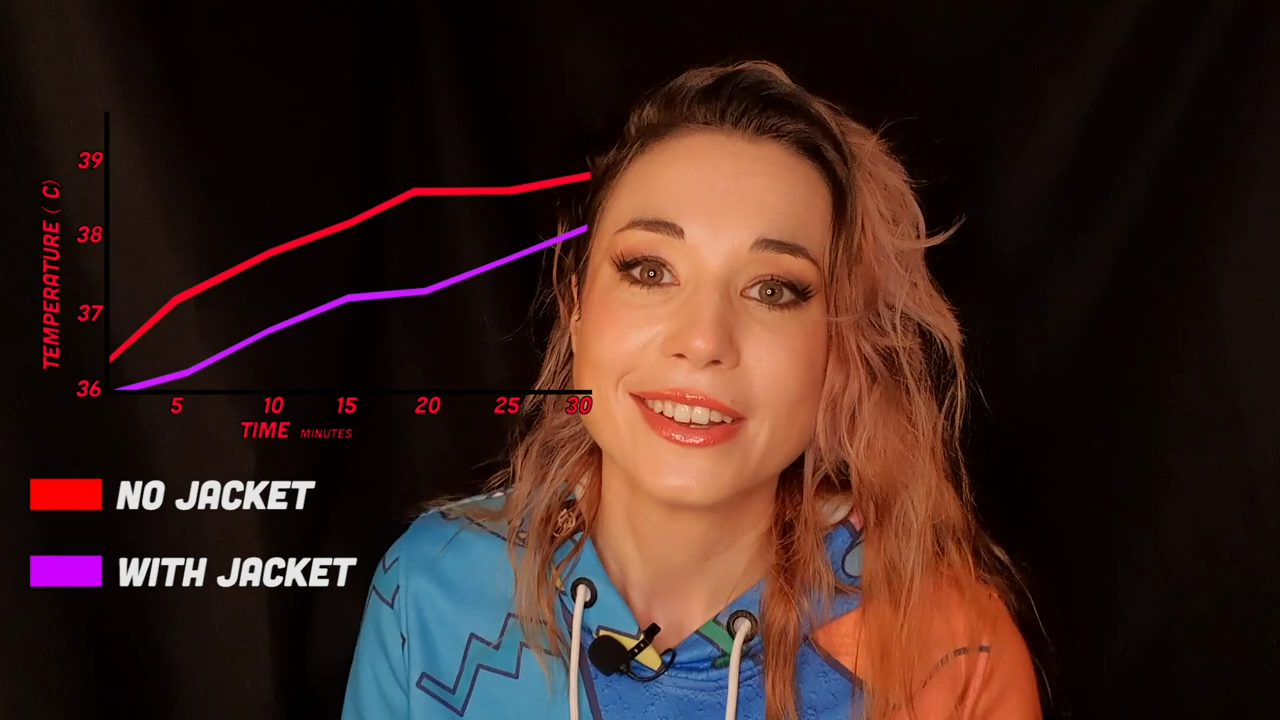 39
38
37
36
TEMPERATURE ( C)
5 10 15 20 25 30
TIME MINUTES
NO JACKET
WITH JACKET